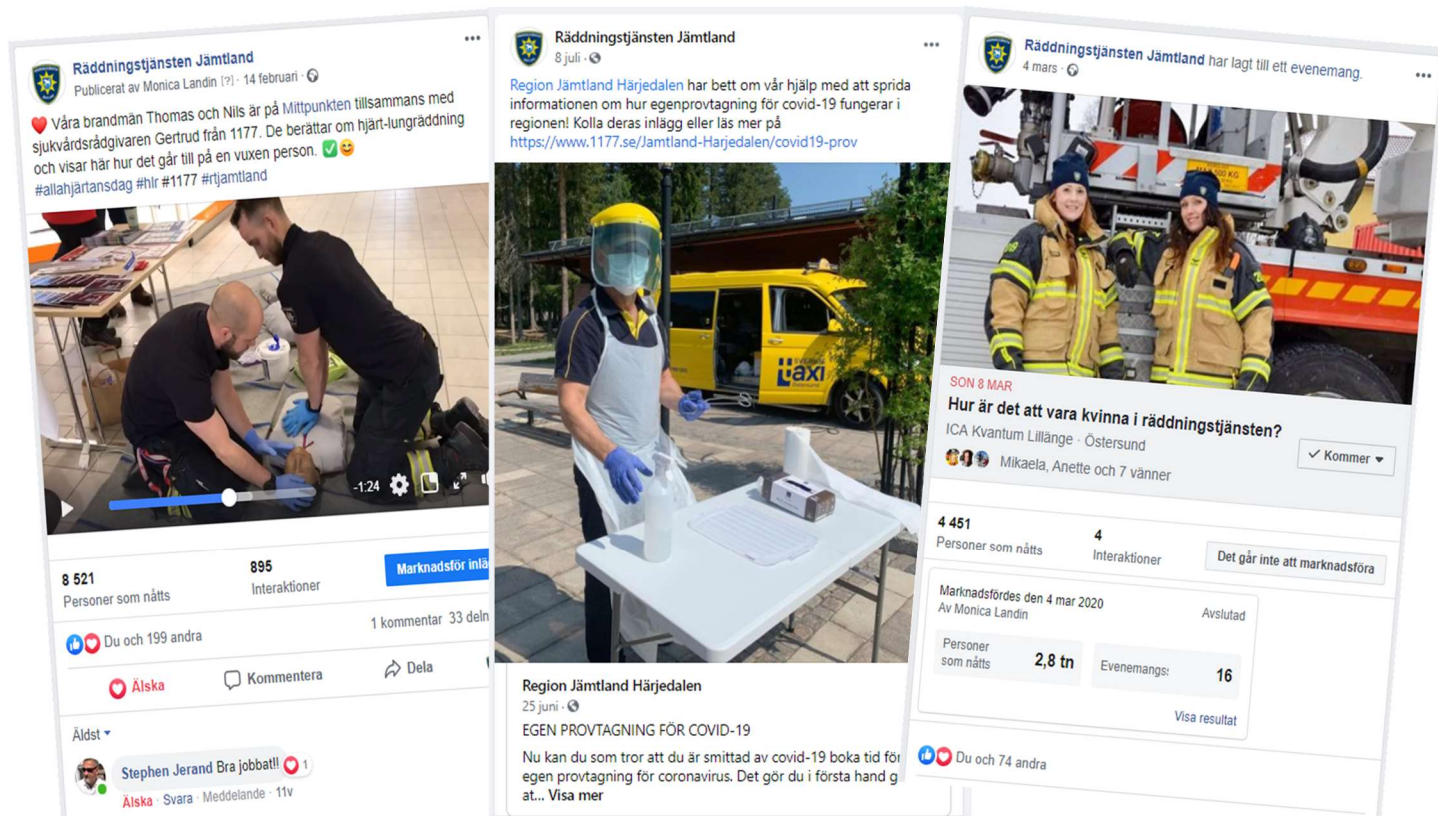 Räddningstjänsten Jämtland
Publicerat av Monica Landin [?] · 14 februari ·
Våra brandmän Thomas och Nils är på Mittpunkten tillsammans med
sjukvårdsrådgivaren Gertrud från 1177. De berättar om hjärt-lungräddning
och visar här hur det går till på en vuxen person. ✅😊
#allahjärtansdag #hlr #1177 #rtjamtland
-1:24
8 521
Personer som nåtts
895
Interaktioner
Marknadsför inlä
Du och 199 andra
1 kommentar 33 deln
Älska
Kommentera
Dela
Äldst
Stephen Jerand Bra jobbat!! 1
Älska · Svara · Meddelande · 11v
Räddningstjänsten Jämtland
8 juli ·
Region Jämtland Härjedalen har bett om vår hjälp med att sprida
informationen om hur egenprovtagning för covid-19 fungerar i
regionen! Kolla deras inlägg eller läs mer på
https://www.1177.se/Jamtland-Harjedalen/covid19-prov
SVERIGE
taxi
Östersund
Region Jämtland Härjedalen
25 juni ·
EGEN PROVTAGNING FÖR COVID-19
Nu kan du som tror att du är smittad av covid-19 boka tid för
egen provtagning för coronavirus. Det gör du i första hand g
at... Visa mer
Räddningstjänsten Jämtland har lagt till ett evenemang.
4 mars ·
500 KG
SÖN 8 MAR
Hur är det att vara kvinna i räddningstjänsten?
ICA Kvantum Lillänge · Östersund
Mikaela, Anette och 7 vänner
✓ Kommer
4 451
Personer som nåtts
4
Interaktioner
Det går inte att marknadsföra
Marknadsfördes den 4 mar 2020
Av Monica Landin
Avslutad
Personer
som nåtts
2,8 tn
Evenemangs:
16
Visa resultat
Du och 74 andra